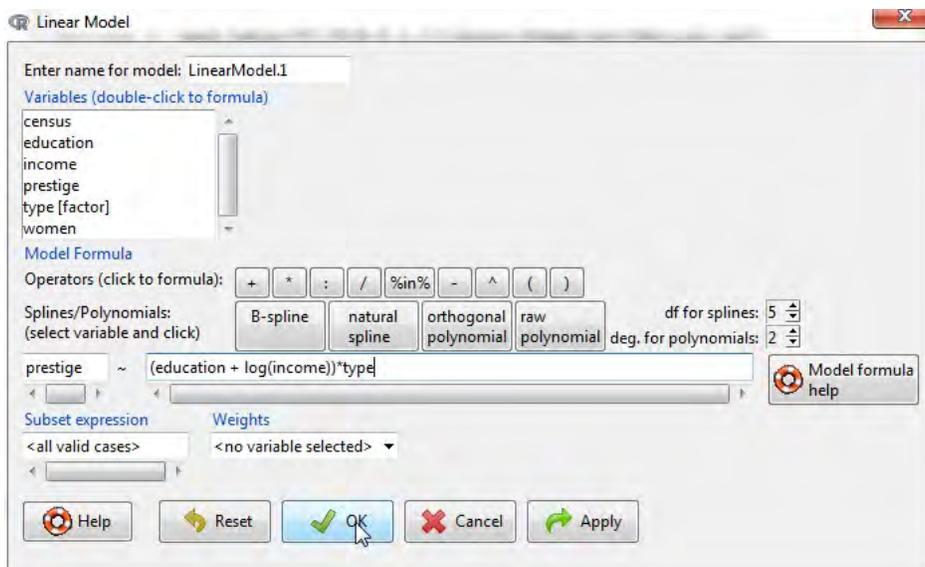 Linear Model
X
Enter name for model: LinearModel.1
Variables (double-click to formula)
census
education
income
prestige
type [factor]
women
Model Formula
Operators (click to formula): + * : / %in% - ^ ( )
Splines/Polynomials:
(select variable and click)
B-spline
natural
spline
orthogonal
polynomial
raw
polynomial
df for splines: 5
deg. for polynomials: 2
prestige ~ (education + log(income))*type
Model formula
help
Subset expression
Weights
<all valid cases>
<no variable selected>
Help
Reset
OK
Cancel
Apply